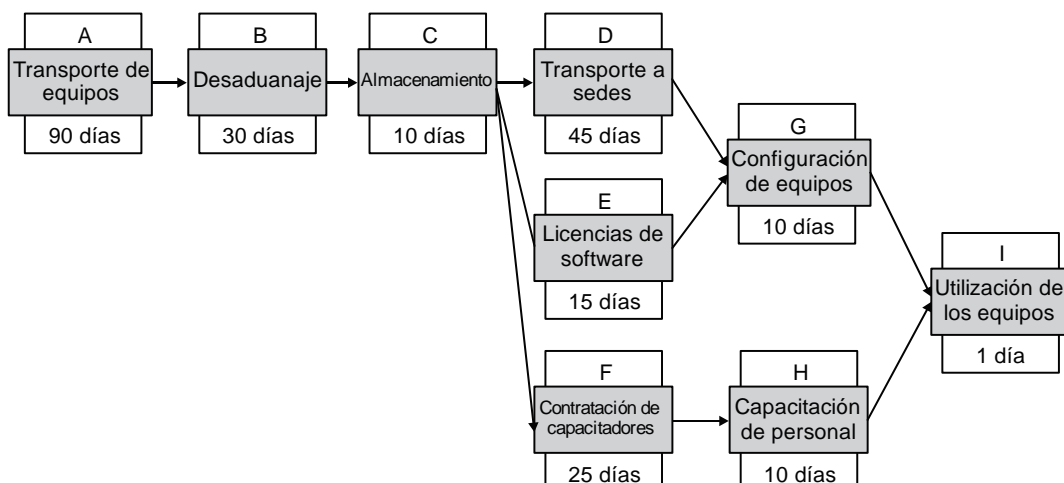 A
Transporte de
equipos
90 días
B
Desaduanaje
30 días
C
Almacenamiento
10 días
D
Transporte a
sedes
45 días
E
Licencias de
software
15 días
F
Contratación de
capacitadores
25 días
G
Configuración
de equipos
10 días
H
Capacitación
de personal
10 días
I
Utilización de
los equipos
1 día